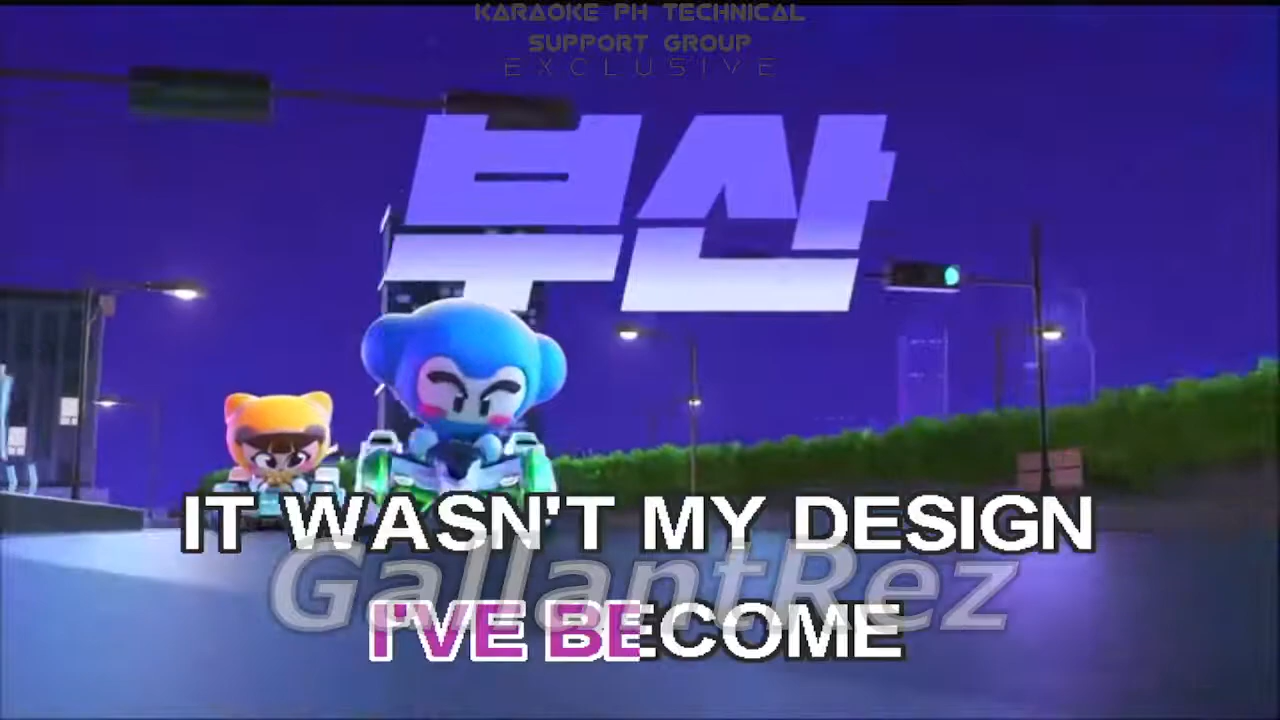 KARAOKE PH TECHNICAL
SUPPORT GROUP
EXCLUSIVE
부산
IT WASN'T MY DESIGN
GallantRez
I'VE BECOME